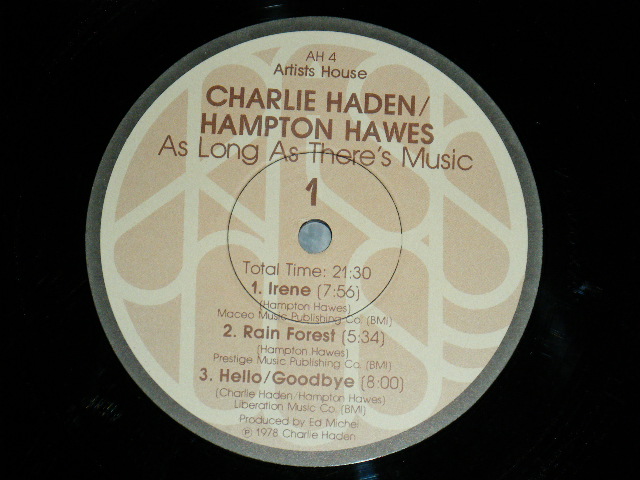 AH 4
Artists House
CHARLIE HADEN/
HAMPTON HAWES
As Long As There's Music
1
Total Time: 21:30
1. Irene (7:56)
(Hampton Hawes)
Maceo Music Publishing Co. (BMI)
2. Rain Forest (5:34)
(Hampton Hawes)
Prestige Music Publishing Co. (BMI)
3. Hello/Goodbye (8:00)
(Charlie Haden/Hampton Hawes)
Liberation Music Co. (BMI)
Produced by Ed Michel
℗ 1978 Charlie Haden